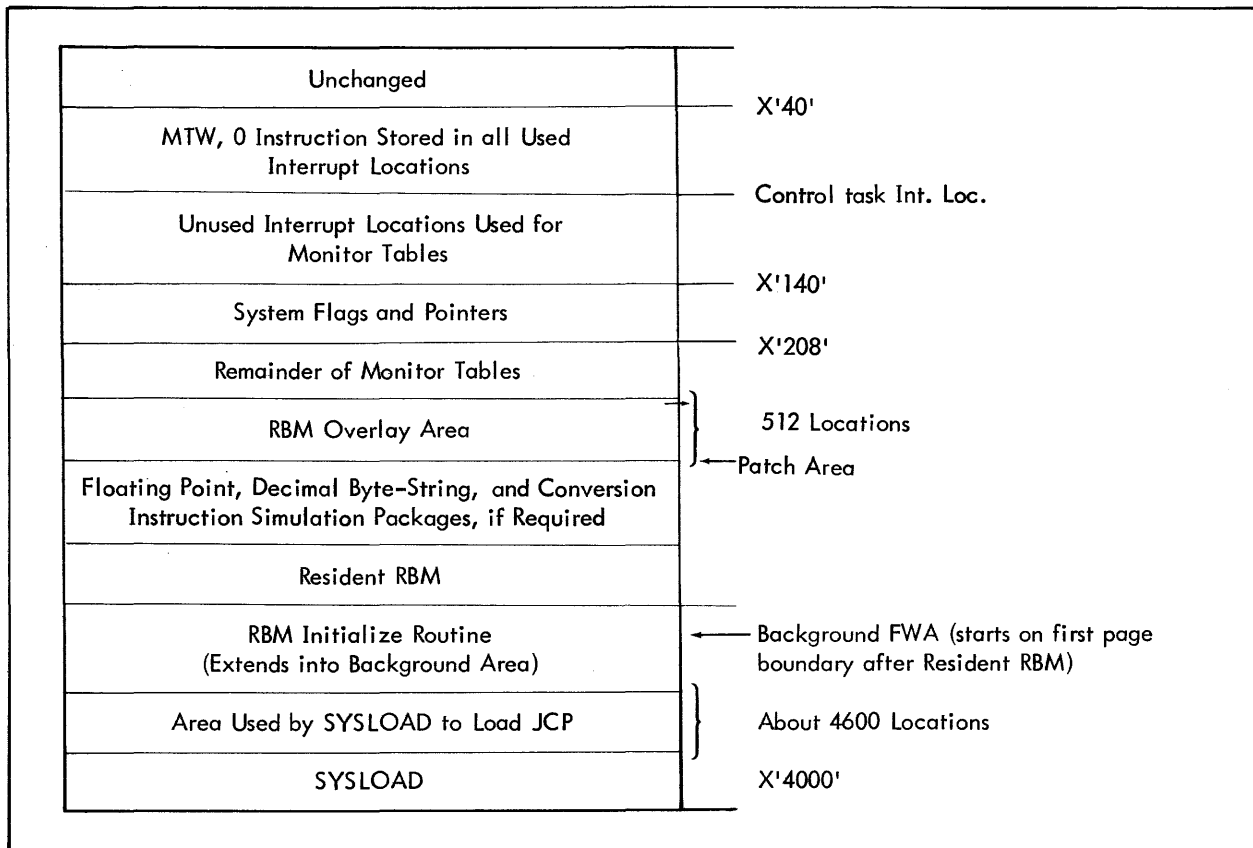 Unchanged
X'40'
MTW, 0 Instruction Stored in all Used
Interrupt Locations
Control task Int. Loc.
Unused Interrupt Locations Used for
Monitor Tables
X'140'
System Flags and Pointers
X'208'
Remainder of Monitor Tables
RBM Overlay Area
512 Locations
Patch Area
Floating Point, Decimal Byte-String, and Conversion
Instruction Simulation Packages, if Required
Resident RBM
RBM Initialize Routine
(Extends into Background Area)
Background FWA (starts on first page
boundary after Resident RBM)
Area Used by SYSLOAD to Load JCP
About 4600 Locations
SYSLOAD
X'4000'